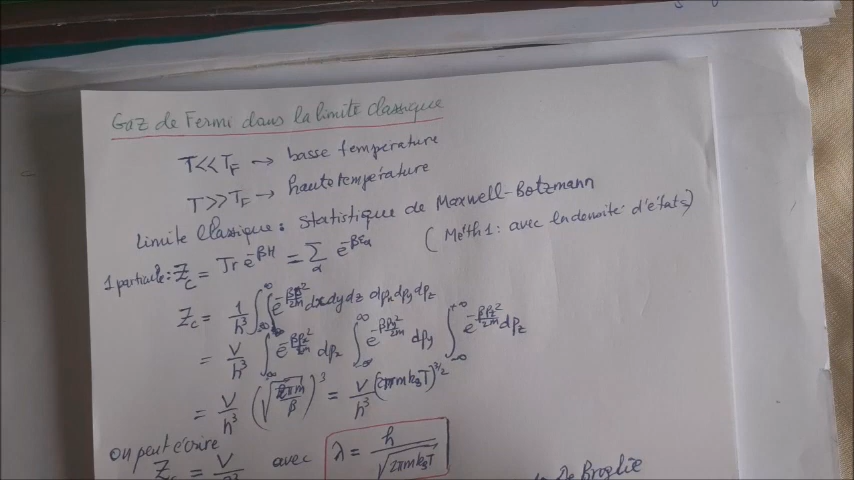 Gaz de Fermi dans la limite classique
T<<T_F → basse température
T>>T_F → haute température
Limite Classique: Statistique de Maxwell-Botzmann
(Méth1: avec la densité d'états)
1 particule: Z_c = Tr e^{-βH} = Σ_α e^{-βε_α}
Z_c = 1/h³ ∫∫ e^{-βp²/2m} dxdydz dp_x dp_y dp_z
= V/h³ ∫_{-∞}^{∞} e^{-βp_x²/2m} dp_x ∫_{-∞}^{∞} e^{-βp_y²/2m} dp_y ∫_{-∞}^{+∞} e^{-βp_z²/2m} dp_z
= V/h³ (√(2πm/β))³ = V/h³ (2πmk_BT)^{3/2}
on peut écrire
Z_c = V/ avec λ = h/√(2πmk_BT)
De Broglie